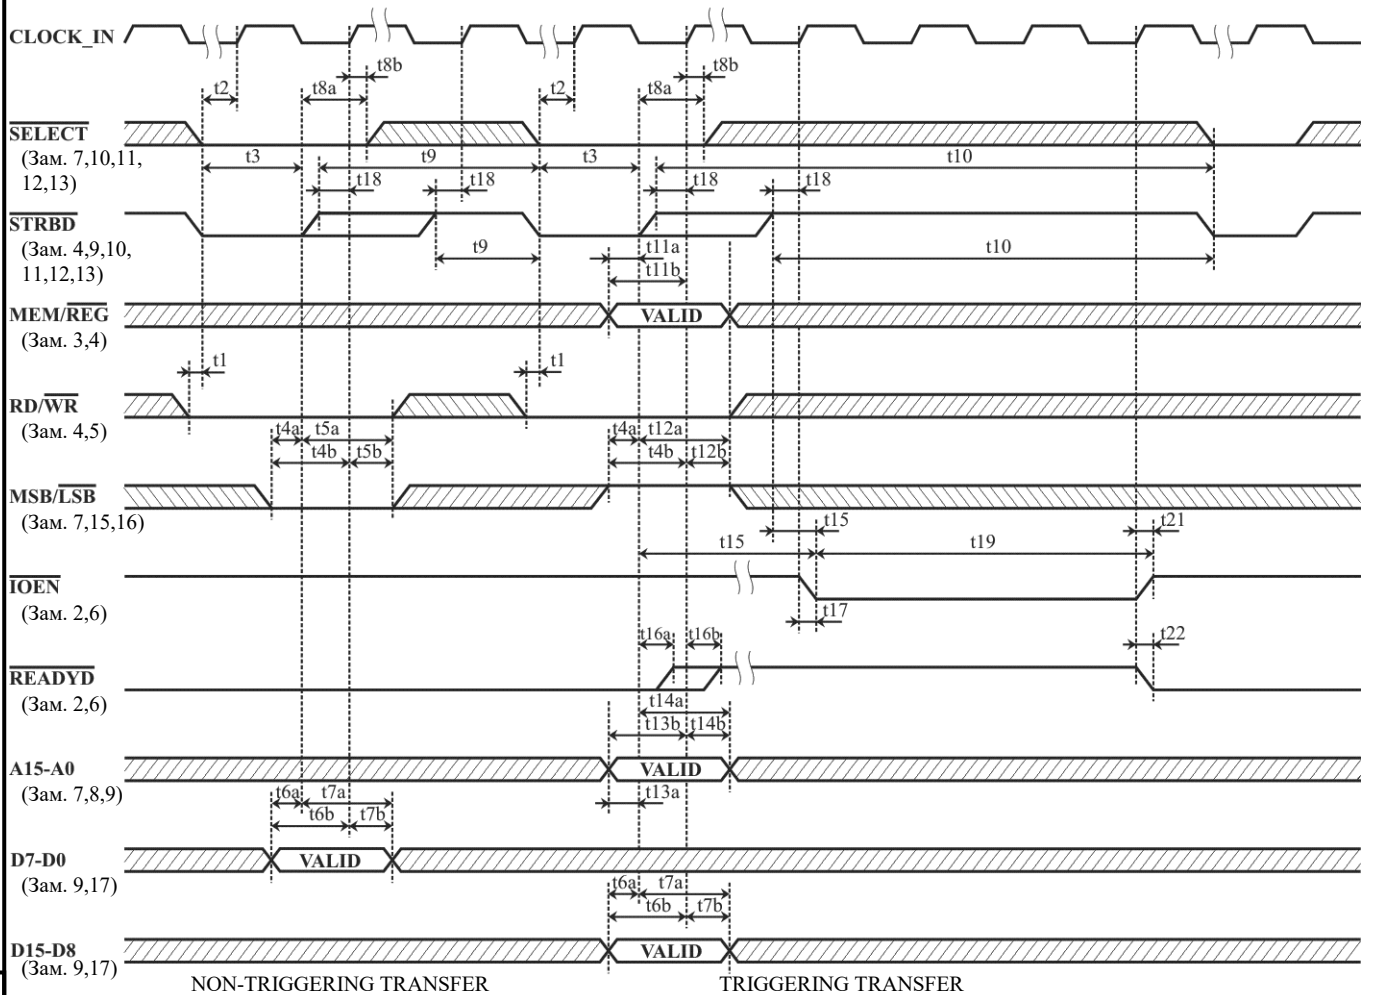 CLOCK_IN
t8b t8b
t2 t8a t2 t8a
SELECT
(Зам. 7,10,11,
12,13)
t3 t9 t3 t10
t18 t18 t18 t18
STRBD
(Зам. 4,9,10,
11,12,13)
t9 t11a t10
t11b
MEM/REG VALID
(Зам. 3,4)
t1 t1
RD/WR
(Зам. 4,5)
t4a t5a t4a t12a
t4b t5b t4b t12b
MSB/LSB
(Зам. 7,15,16)
t15 t21
t15 t19
IOEN
(Зам. 2,6)
t17
t16a t16b t22
READYD
(Зам. 2,6)
t14a
t13b t14b
A15-A0 VALID
(Зам. 7,8,9)
t6a t7a t13a
t6b t7b
D7-D0 VALID
(Зам. 9,17)
t6a t7a
t6b t7b
D15-D8 VALID
(Зам. 9,17)
NON-TRIGGERING TRANSFER TRIGGERING TRANSFER